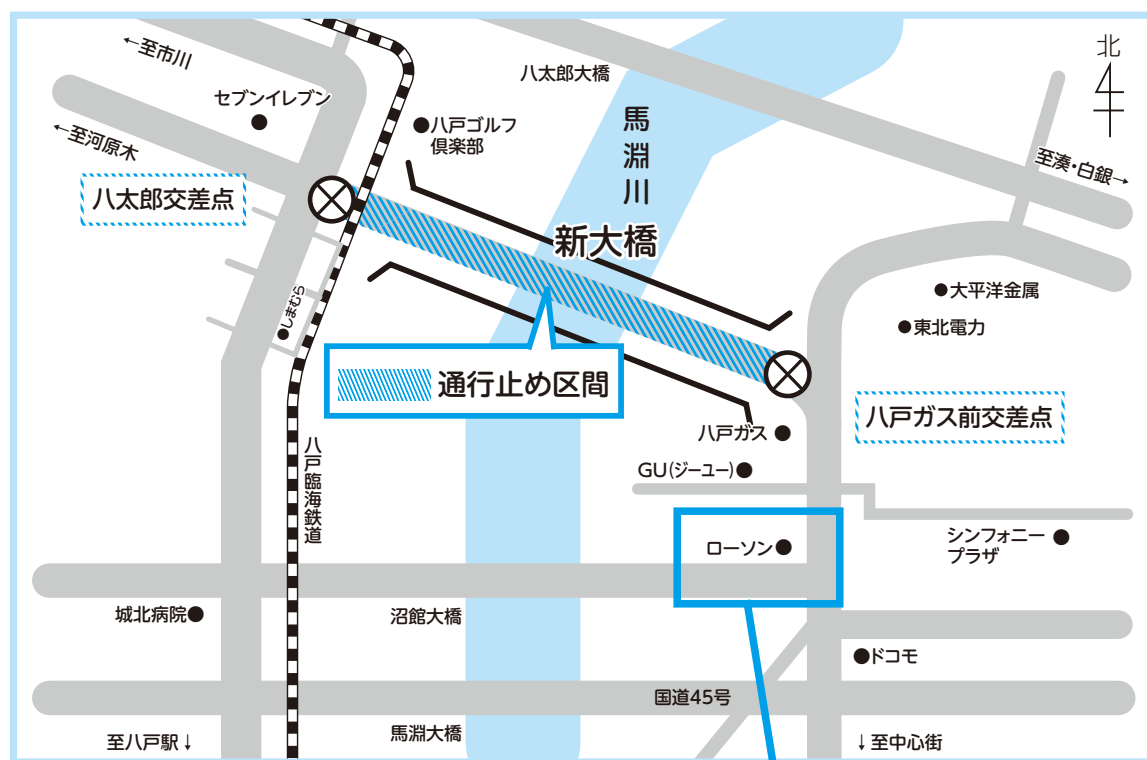 ←至市川
八太郎大橋
北
セブンイレブン
八戸ゴルフ
倶楽部
馬淵川
←至河原木
至湊・白銀→
八太郎交差点
新大橋
大平洋金属
しまむら
東北電力
通行止め区間
八戸ガス前交差点
八戸ガス
八戸臨海鉄道
GU(ジーユー)
ローソン
シンフォニー
プラザ
城北病院
沼館大橋
ドコモ
国道45号
至八戸駅↓
馬淵大橋
↓至中心街